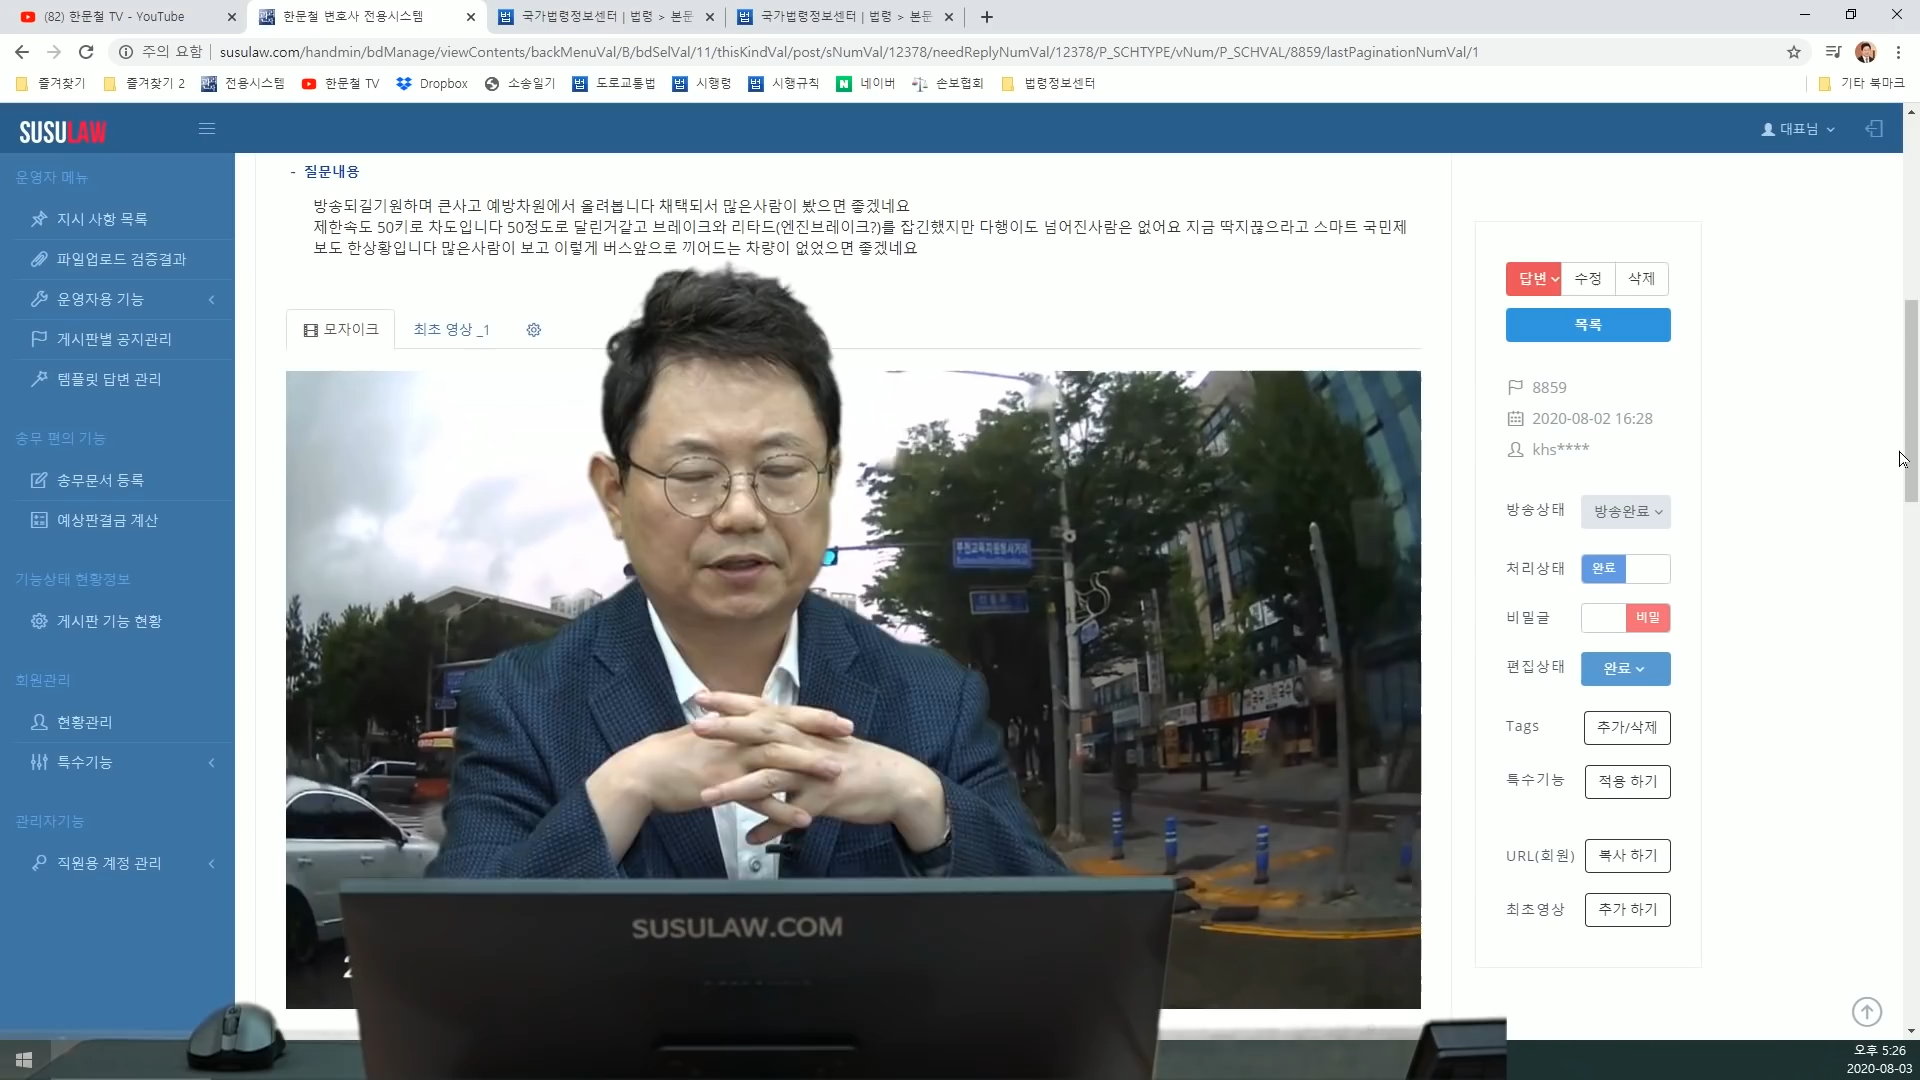 (82) 한문철 TV - YouTube
한문철 변호사 전용시스템
국가법령정보센터 | 법령 > 본문
국가법령정보센터 | 법령 > 본문
주의 요함
susulaw.com/handmin/bdManage/viewContents/backMenuVal/B/bdSelVal/11/thisKindVal/post/sNumVal/12378/needReplyNumVal/12378/P_SCHTYPE/vNum/P_SCHVAL/8859/lastPaginationNumVal/1
즐겨찾기
즐겨찾기 2
전용시스템
한문철 TV
Dropbox
소송일기
도로교통법
시행령
시행규칙
네이버
손보협회
법령정보센터
기타 북마크
SUSULAW
대표님
운영자 메뉴
지시 사항 목록
파일업로드 검증결과
운영자용 기능
게시판별 공지관리
템플릿 답변 관리
송무 편의 기능
송무문서 등록
예상판결금 계산
기능상태 현황정보
게시판 기능 현황
회원관리
현황관리
특수기능
관리자기능
직원용 계정 관리
- 질문내용
방송되길기원하며 큰사고 예방차원에서 올려봅니다 채택되서 많은사람이 봤으면 좋겠네요
제한속도 50키로 차도입니다 50정도로 달린거같고 브레이크와 리타드(엔진브레이크?)를 잡긴했지만 다행이도 넘어진사람은 없어요 지금 딱지끊으라고 스마트 국민제
보도 한상황입니다 많은사람이 보고 이렇게 버스앞으로 끼어드는 차량이 없었으면 좋겠네요
모자이크
최초 영상 _1
답변
수정
삭제
목록
8859
2020-08-02 16:28
khs****
방송상태
방송완료
처리상태
완료
비밀글
비밀
편집상태
완료
Tags
추가/삭제
특수기능
적용 하기
URL(회원)
복사 하기
최초영상
추가 하기
SUSULAW.COM
오후 5:26
2020-08-03